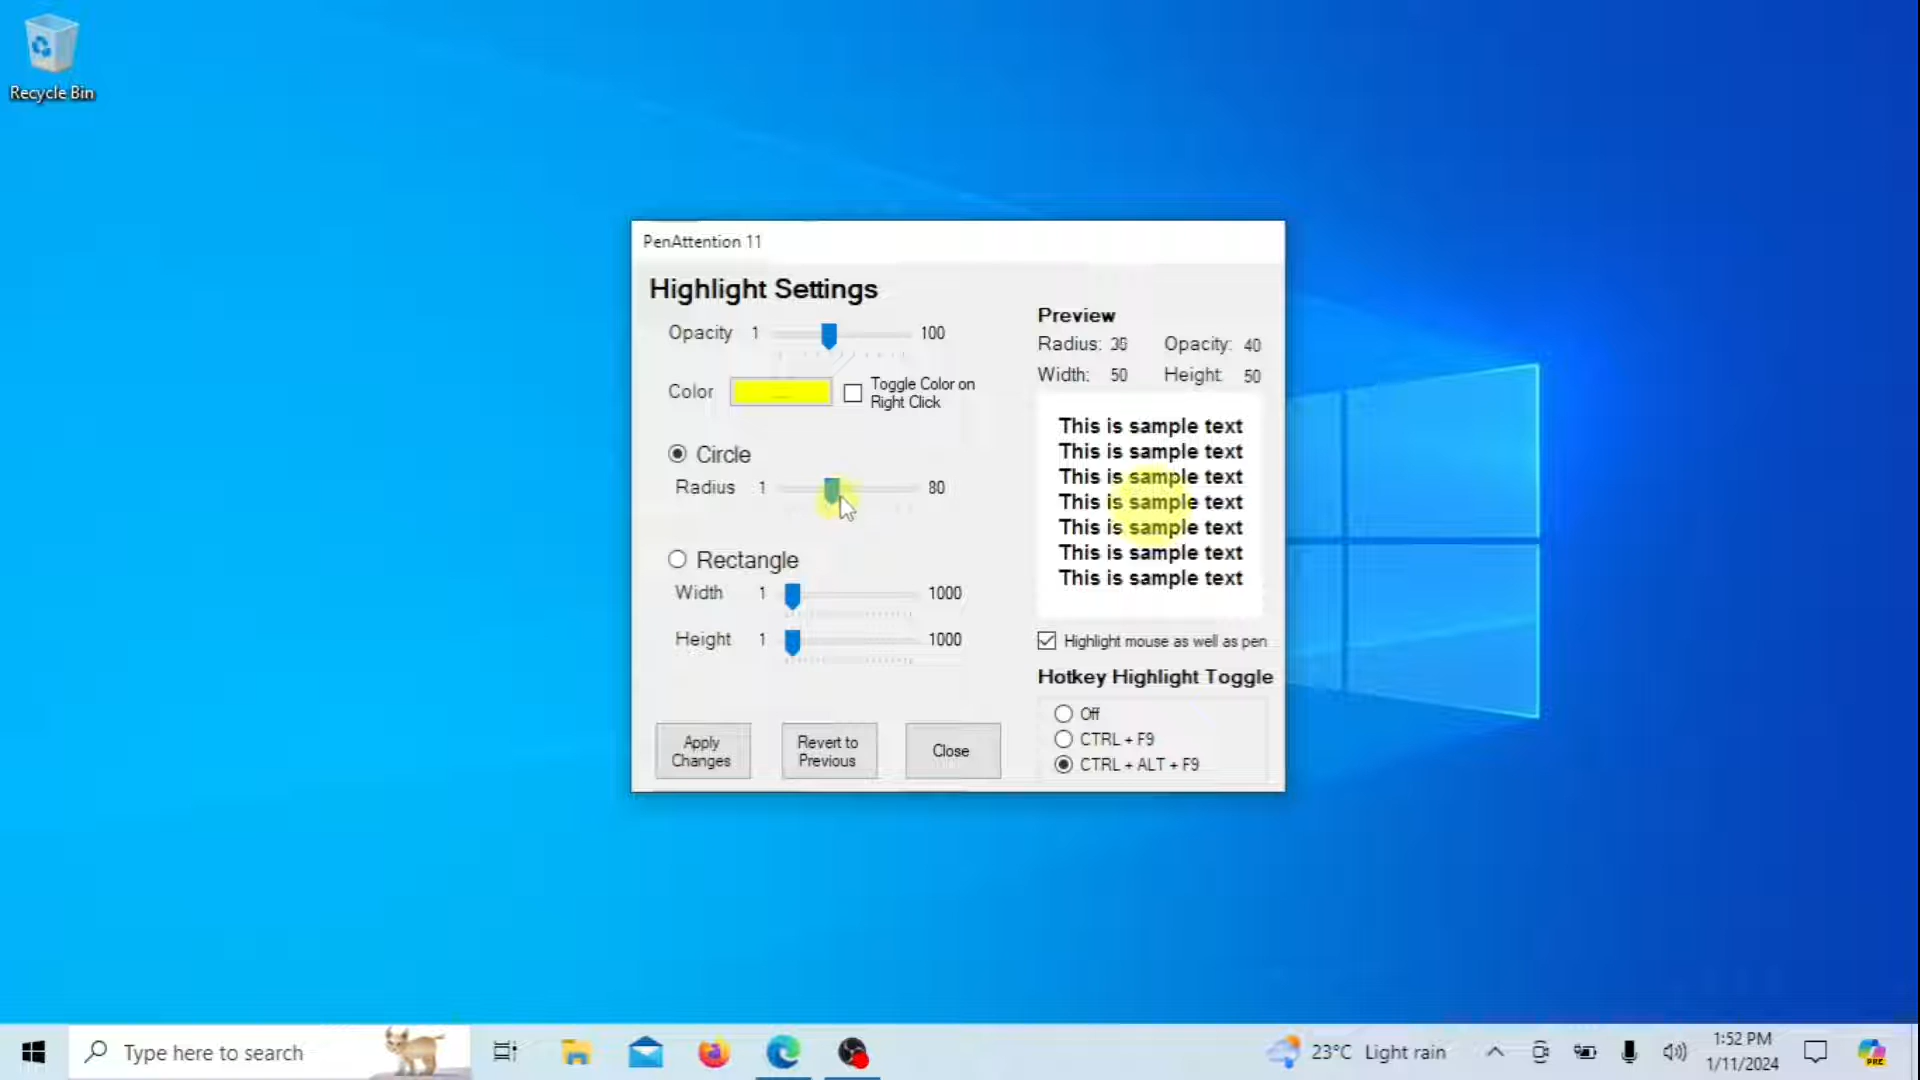 Recycle Bin
PenAttention 11
Highlight Settings
Opacity 1 100
Color
Toggle Color on
Right Click
Circle
Radius 1 80
Rectangle
Width 1 1000
Height 1 1000
Apply
Changes
Revert to
Previous
Close
Preview
Radius: Opacity: 40
Width: 50 Height: 50
This is sample text
This is sample text
This is sample text
This is sample text
This is sample text
This is sample text
This is sample text
Highlight mouse as well as pen
Hotkey Highlight Toggle
Off
CTRL + F9
CTRL + ALT + F9
Type here to search
23°C Light rain
1:52 PM
1/11/2024
PRE